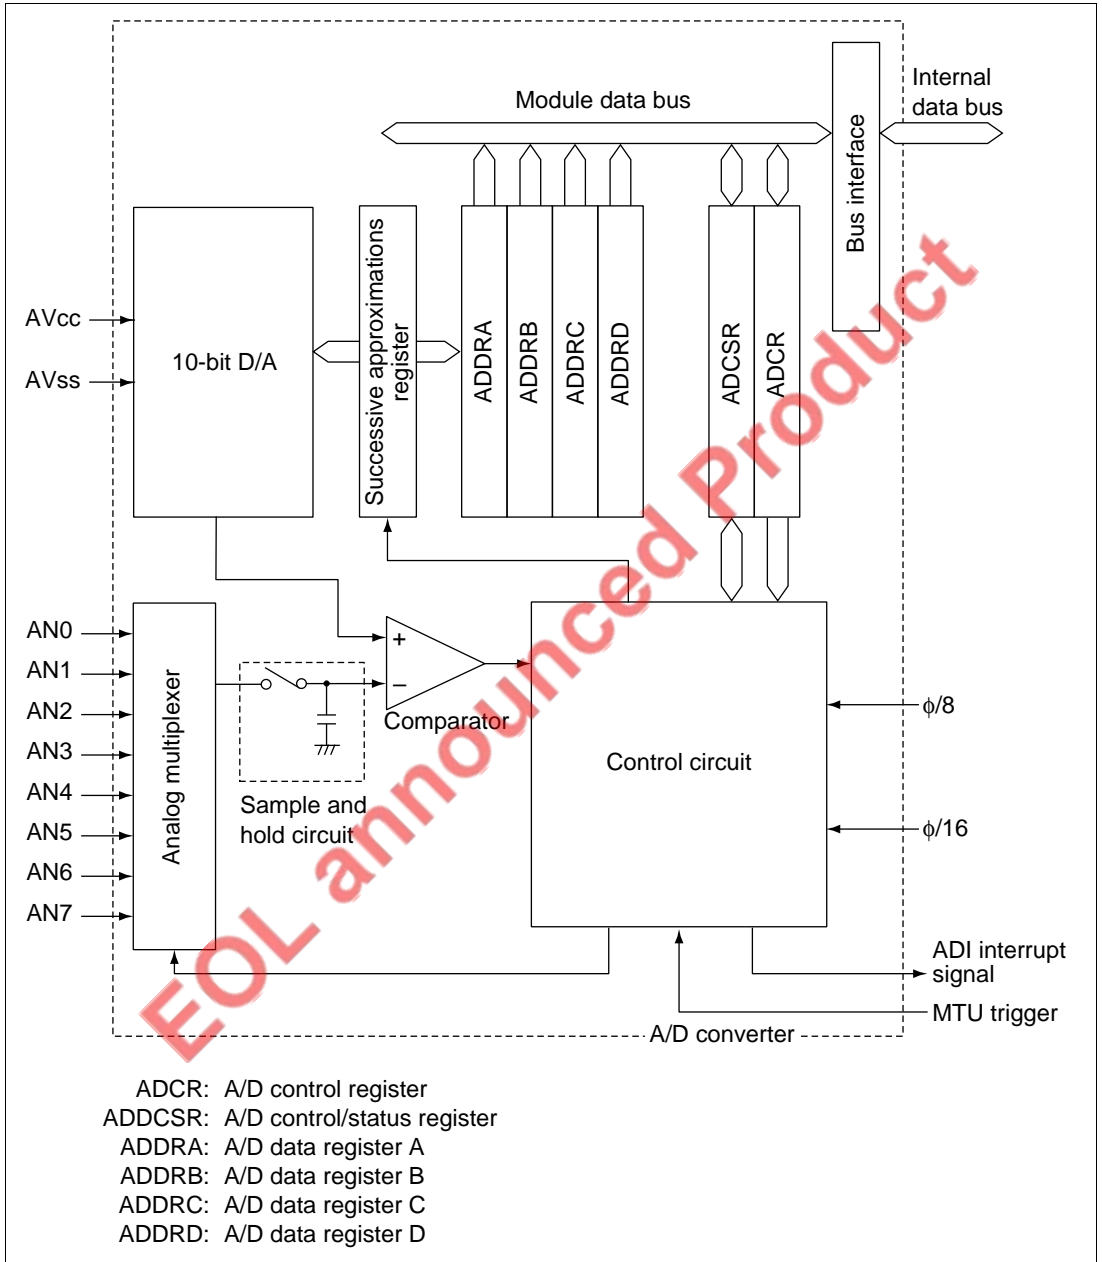 Module data bus
Internal
data bus
Bus interface
AVcc
AVss
10-bit D/A
Successive approximations
register
ADDRA
ADDRB
ADDRC
ADDRD
ADCSR
ADCR
AN0
AN1
AN2
AN3
AN4
AN5
AN6
AN7
Analog multiplexer
+
−
Comparator
Sample and
hold circuit
Control circuit
ϕ/8
ϕ/16
ADI interrupt
signal
MTU trigger
A/D converter
EOL announced Product
ADCR: A/D control register
ADDCSR: A/D control/status register
ADDRA: A/D data register A
ADDRB: A/D data register B
ADDRC: A/D data register C
ADDRD: A/D data register D